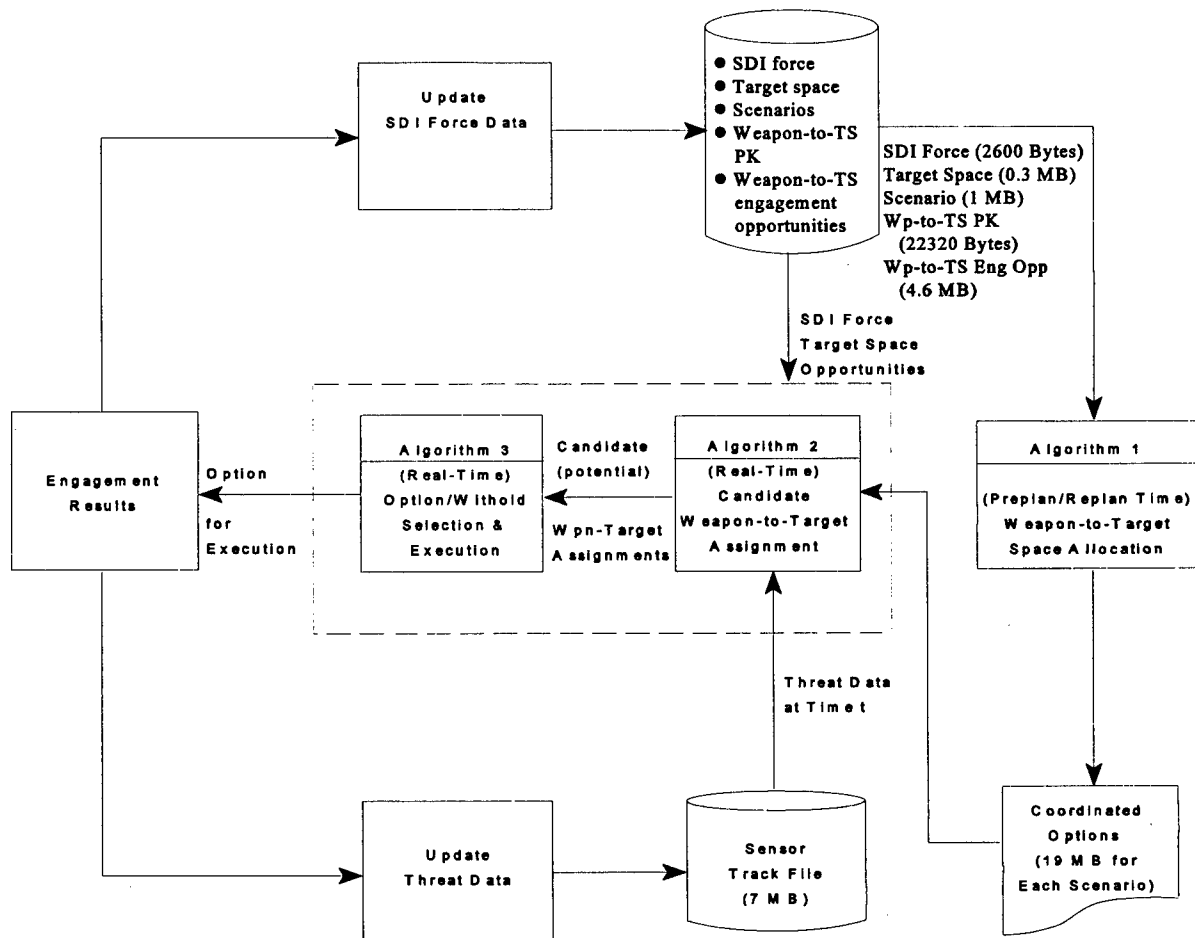 Update
SDI Force Data
● SDI force
● Target space
● Scenarios
● Weapon-to-TS
PK
● Weapon-to-TS
engagement
opportunities
SDI Force (2600 Bytes)
Target Space (0.3 MB)
Scenario (1 MB)
Wp-to-TS PK
(22320 Bytes)
Wp-to-TS Eng Opp
(4.6 MB)
SDI Force
Target Space
Opportunities
Engagement
Results
Option
for
Execution
Algorithm 3
(Real-Time)
Option/Withold
Selection &
Execution
Candidate
(potential)
Wpn-Target
Assignments
Algorithm 2
(Real-Time)
Candidate
Weapon-to-Target
Assignment
Algorithm 1
(Preplan/Replan Time)
Weapon-to-Target
Space Allocation
Threat Data
at Time t
Update
Threat Data
Sensor
Track File
(7 MB)
Coordinated
Options
(19 MB for
Each Scenario)